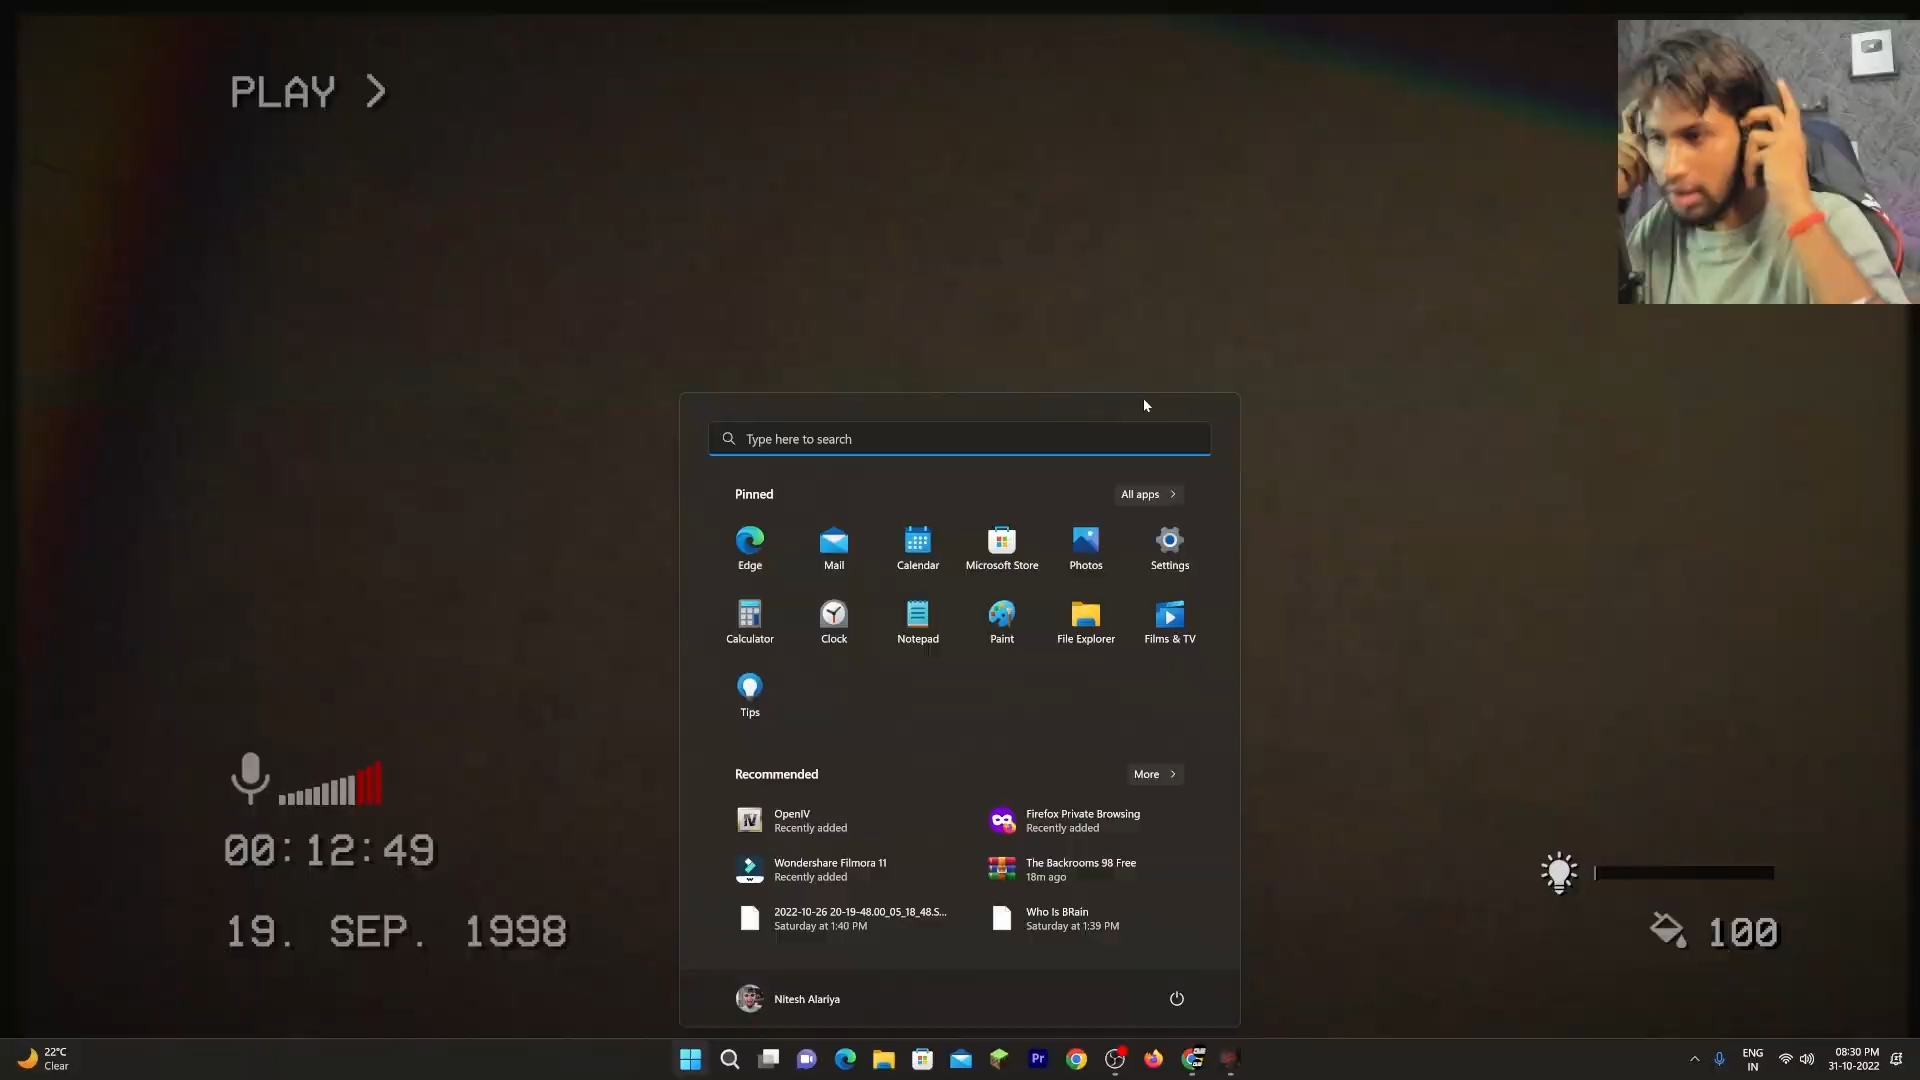 PLAY >
Type here to search
Pinned
All apps >
Edge
Mail
Calendar
Microsoft Store
Photos
Settings
Calculator
Clock
Notepad
Paint
File Explorer
Films & TV
Tips
Recommended
More >
OpenIV
Recently added
Firefox Private Browsing
Recently added
Wondershare Filmora 11
Recently added
The Backrooms 98 Free
18m ago
2022-10-26 20-19-48.00_05_18_48.S...
Saturday at 1:40 PM
Who Is BRain
Saturday at 1:39 PM
Nitesh Alariya
00:12:49
19. SEP. 1998
100
22°C
Clear
Pr
ENG
IN
08:30 PM
31-10-2022